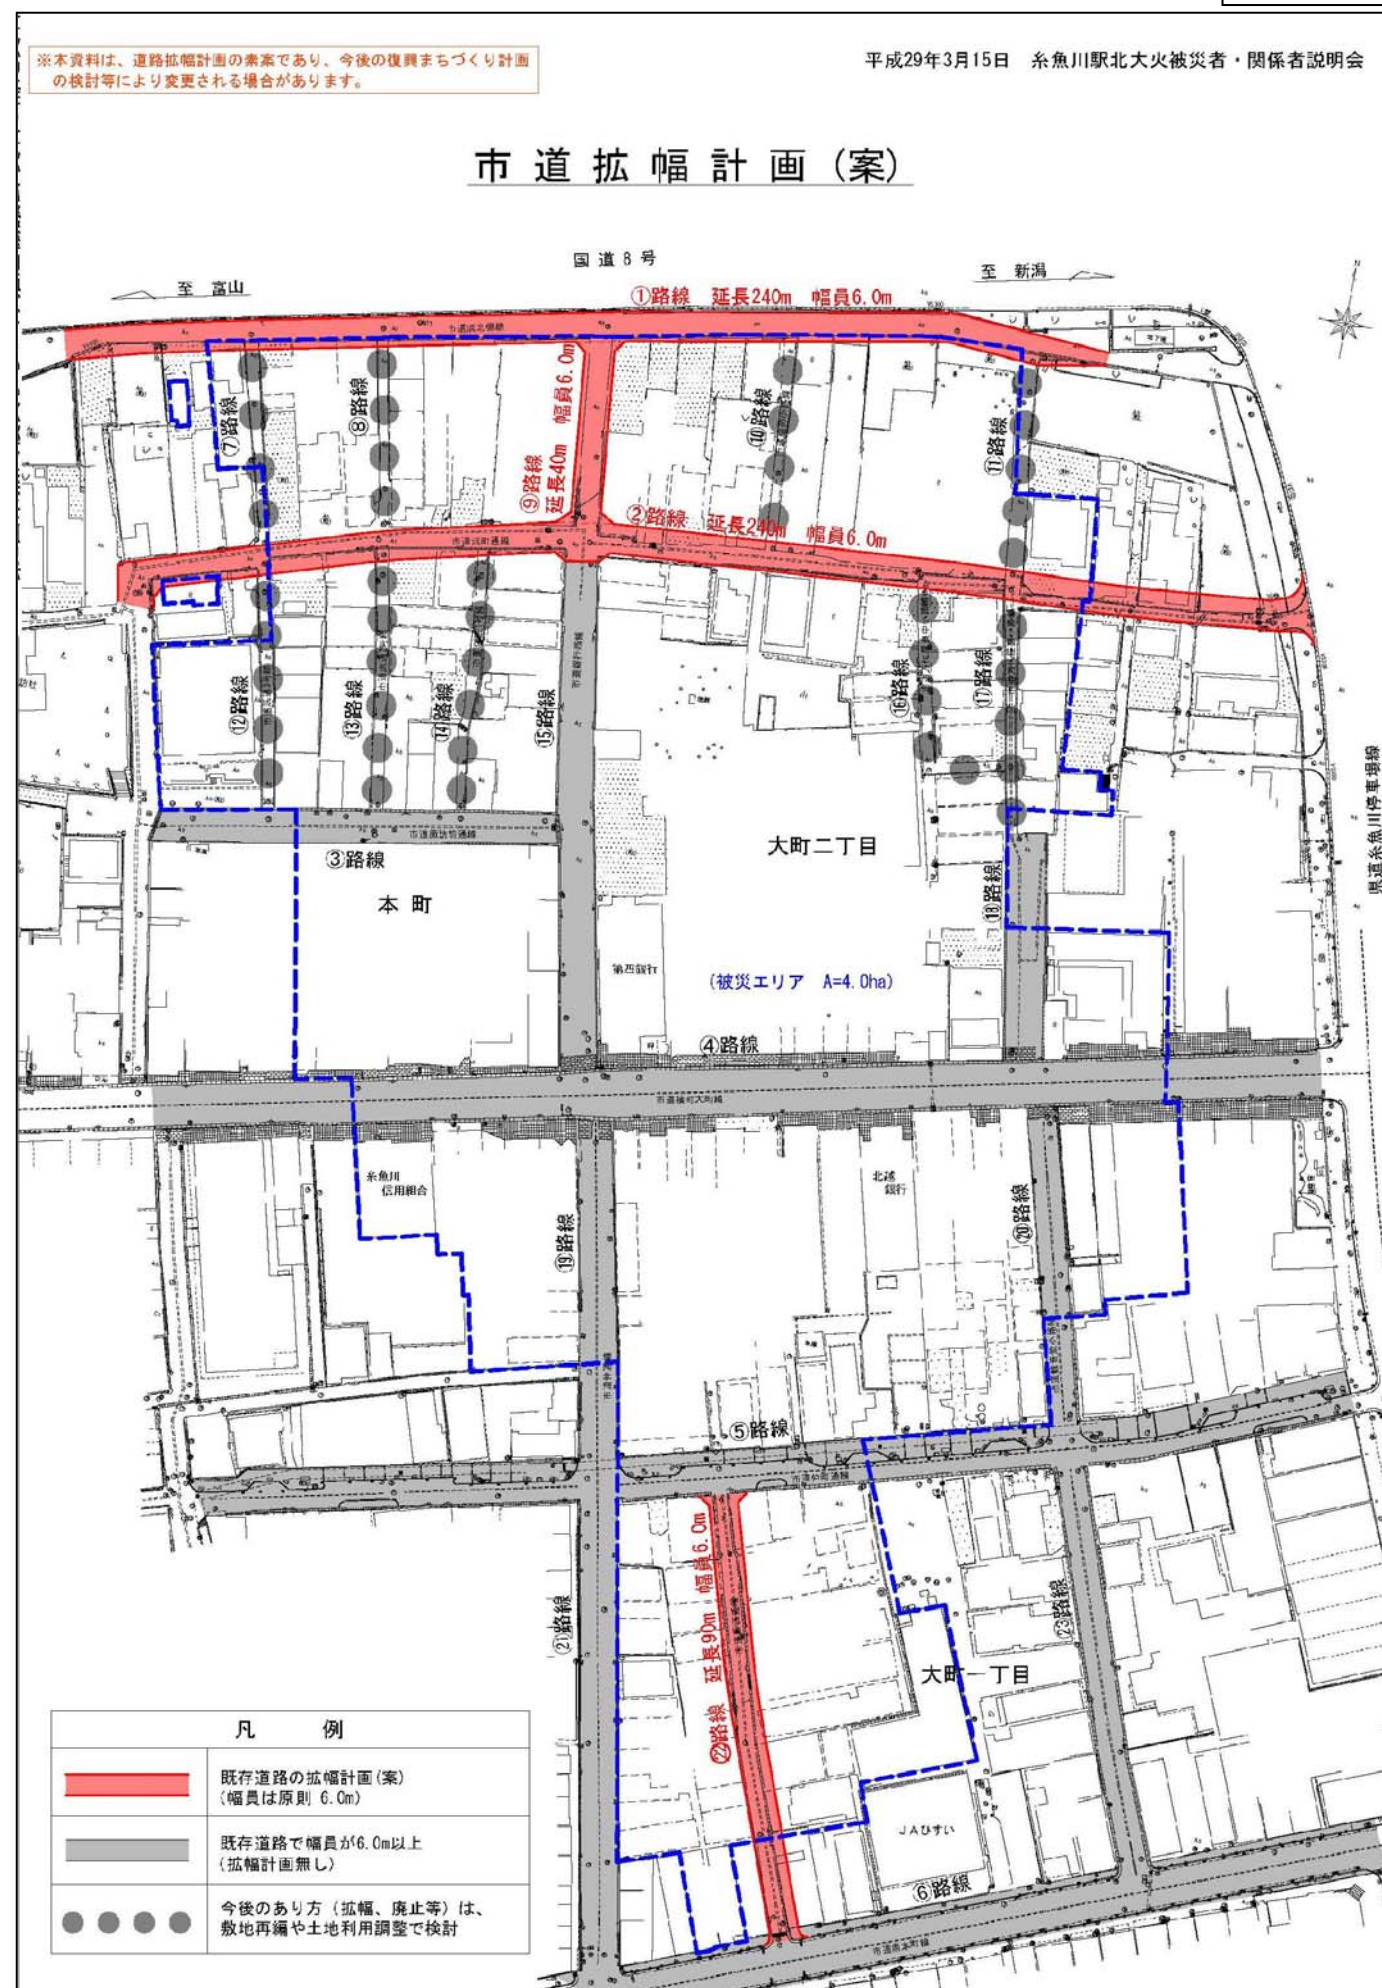 ※本資料は、道路拡幅計画の素案であり、今後の復興まちづくり計画
の検討等により変更される場合があります。
平成29年3月15日 糸魚川駅北大火被災者・関係者説明会
市道拡幅計画（案）
国道8号
至 富山
至 新潟
①路線 延長240m 幅員6.0m
⑦路線
⑧路線
⑨路線
延長40m 幅員6.0m
⑩路線
⑪路線
②路線 延長240m 幅員6.0m
⑫路線
⑬路線
⑭路線
⑮路線
⑯路線
⑰路線
県道糸魚川停車場線
③路線
本町
大町二丁目
⑱路線
第四銀行
(被災エリア A=4.0ha)
④路線
市道横町大町線
糸魚川
信用組合
北越
銀行
⑲路線
⑳路線
⑤路線
㉑路線
㉒路線 延長90m 幅員6.0m
㉓路線
大町一丁目
JAひすい
⑥路線
凡 例
既存道路の拡幅計画(案)
(幅員は原則 6.0m)
既存道路で幅員が6.0m以上
(拡幅計画無し)
今後のあり方（拡幅、廃止等）は、
敷地再編や土地利用調整で検討